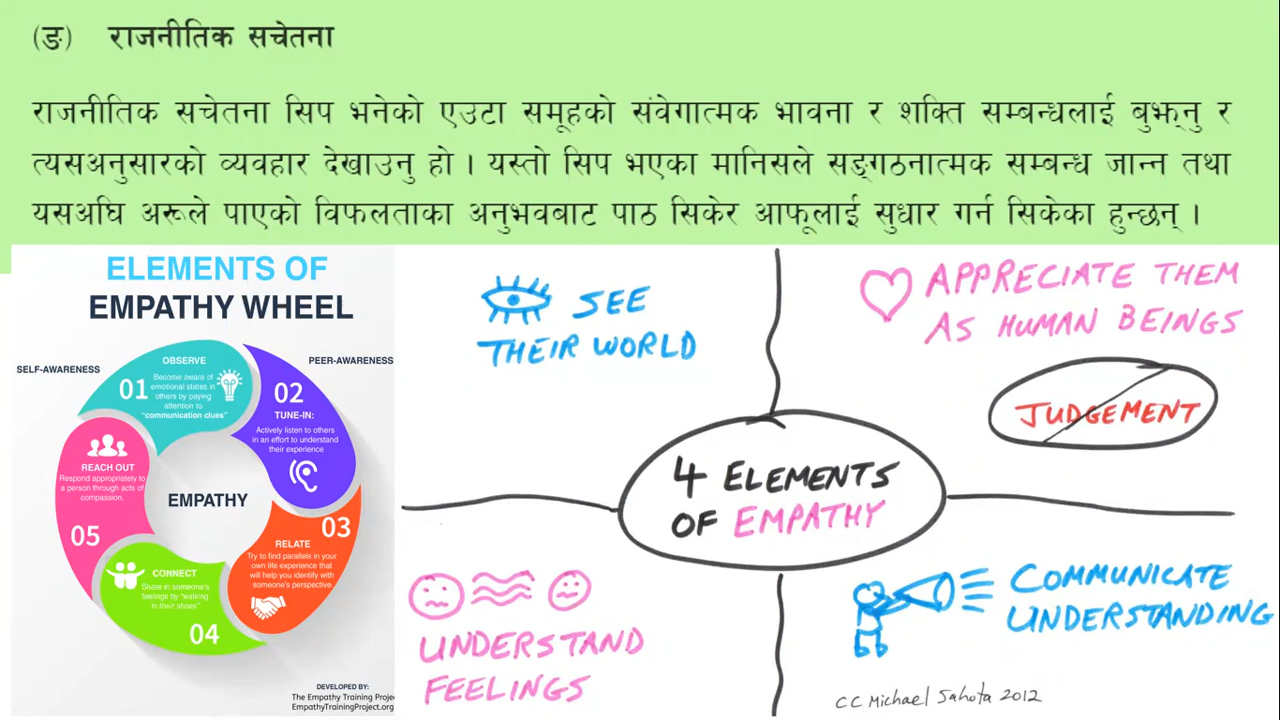 (ङ) राजनीतिक सचेतना
राजनीतिक सचेतना सिप भनेको एउटा समूहको संवेगात्मक भावना र शक्ति सम्बन्धलाई बुझ्नु र
त्यसअनुसारको व्यवहार देखाउनु हो । यस्तो सिप भएका मानिसले सङ्गठनात्मक सम्बन्ध जान्न तथा
यसअघि अरूले पाएको विफलताका अनुभवबाट पाठ सिकेर आफूलाई सुधार गर्न सिकेका हुन्छन् ।
ELEMENTS OF
EMPATHY WHEEL
SELF-AWARENESS
PEER-AWARENESS
OBSERVE
01
Become aware of
emotional states in
others by paying
attention to
"communication clues"
02
TUNE-IN:
Actively listen to others
in an effort to understand
their experience
03
RELATE
Try to find parallels in your
own life experience that
will help you identify with
someone's perspective.
CONNECT
Share in someone's
feelings by "walking
in their shoes".
04
REACH OUT
Respond appropriately to
a person through acts of
compassion.
05
EMPATHY
DEVELOPED BY:
The Empathy Training Projec
EmpathyTrainingProject.org
SEE
THEIR WORLD
APPRECIATE THEM
AS HUMAN BEINGS
JUDGEMENT
4 ELEMENTS
OF EMPATHY
UNDERSTAND
FEELINGS
COMMUNICATE
UNDERSTANDING
CC Michael Sahota 2012